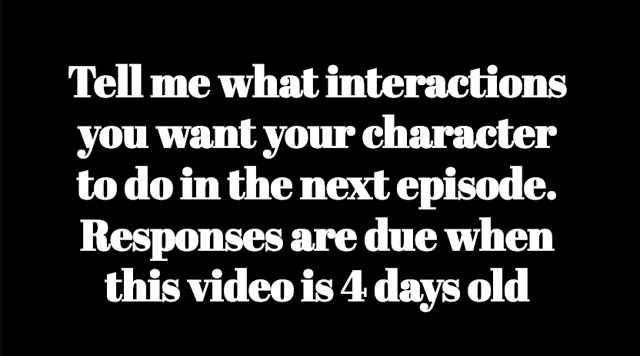 Tell me what interactions
you want your character
to do in the next episode.
Responses are due when
this video is 4 days old